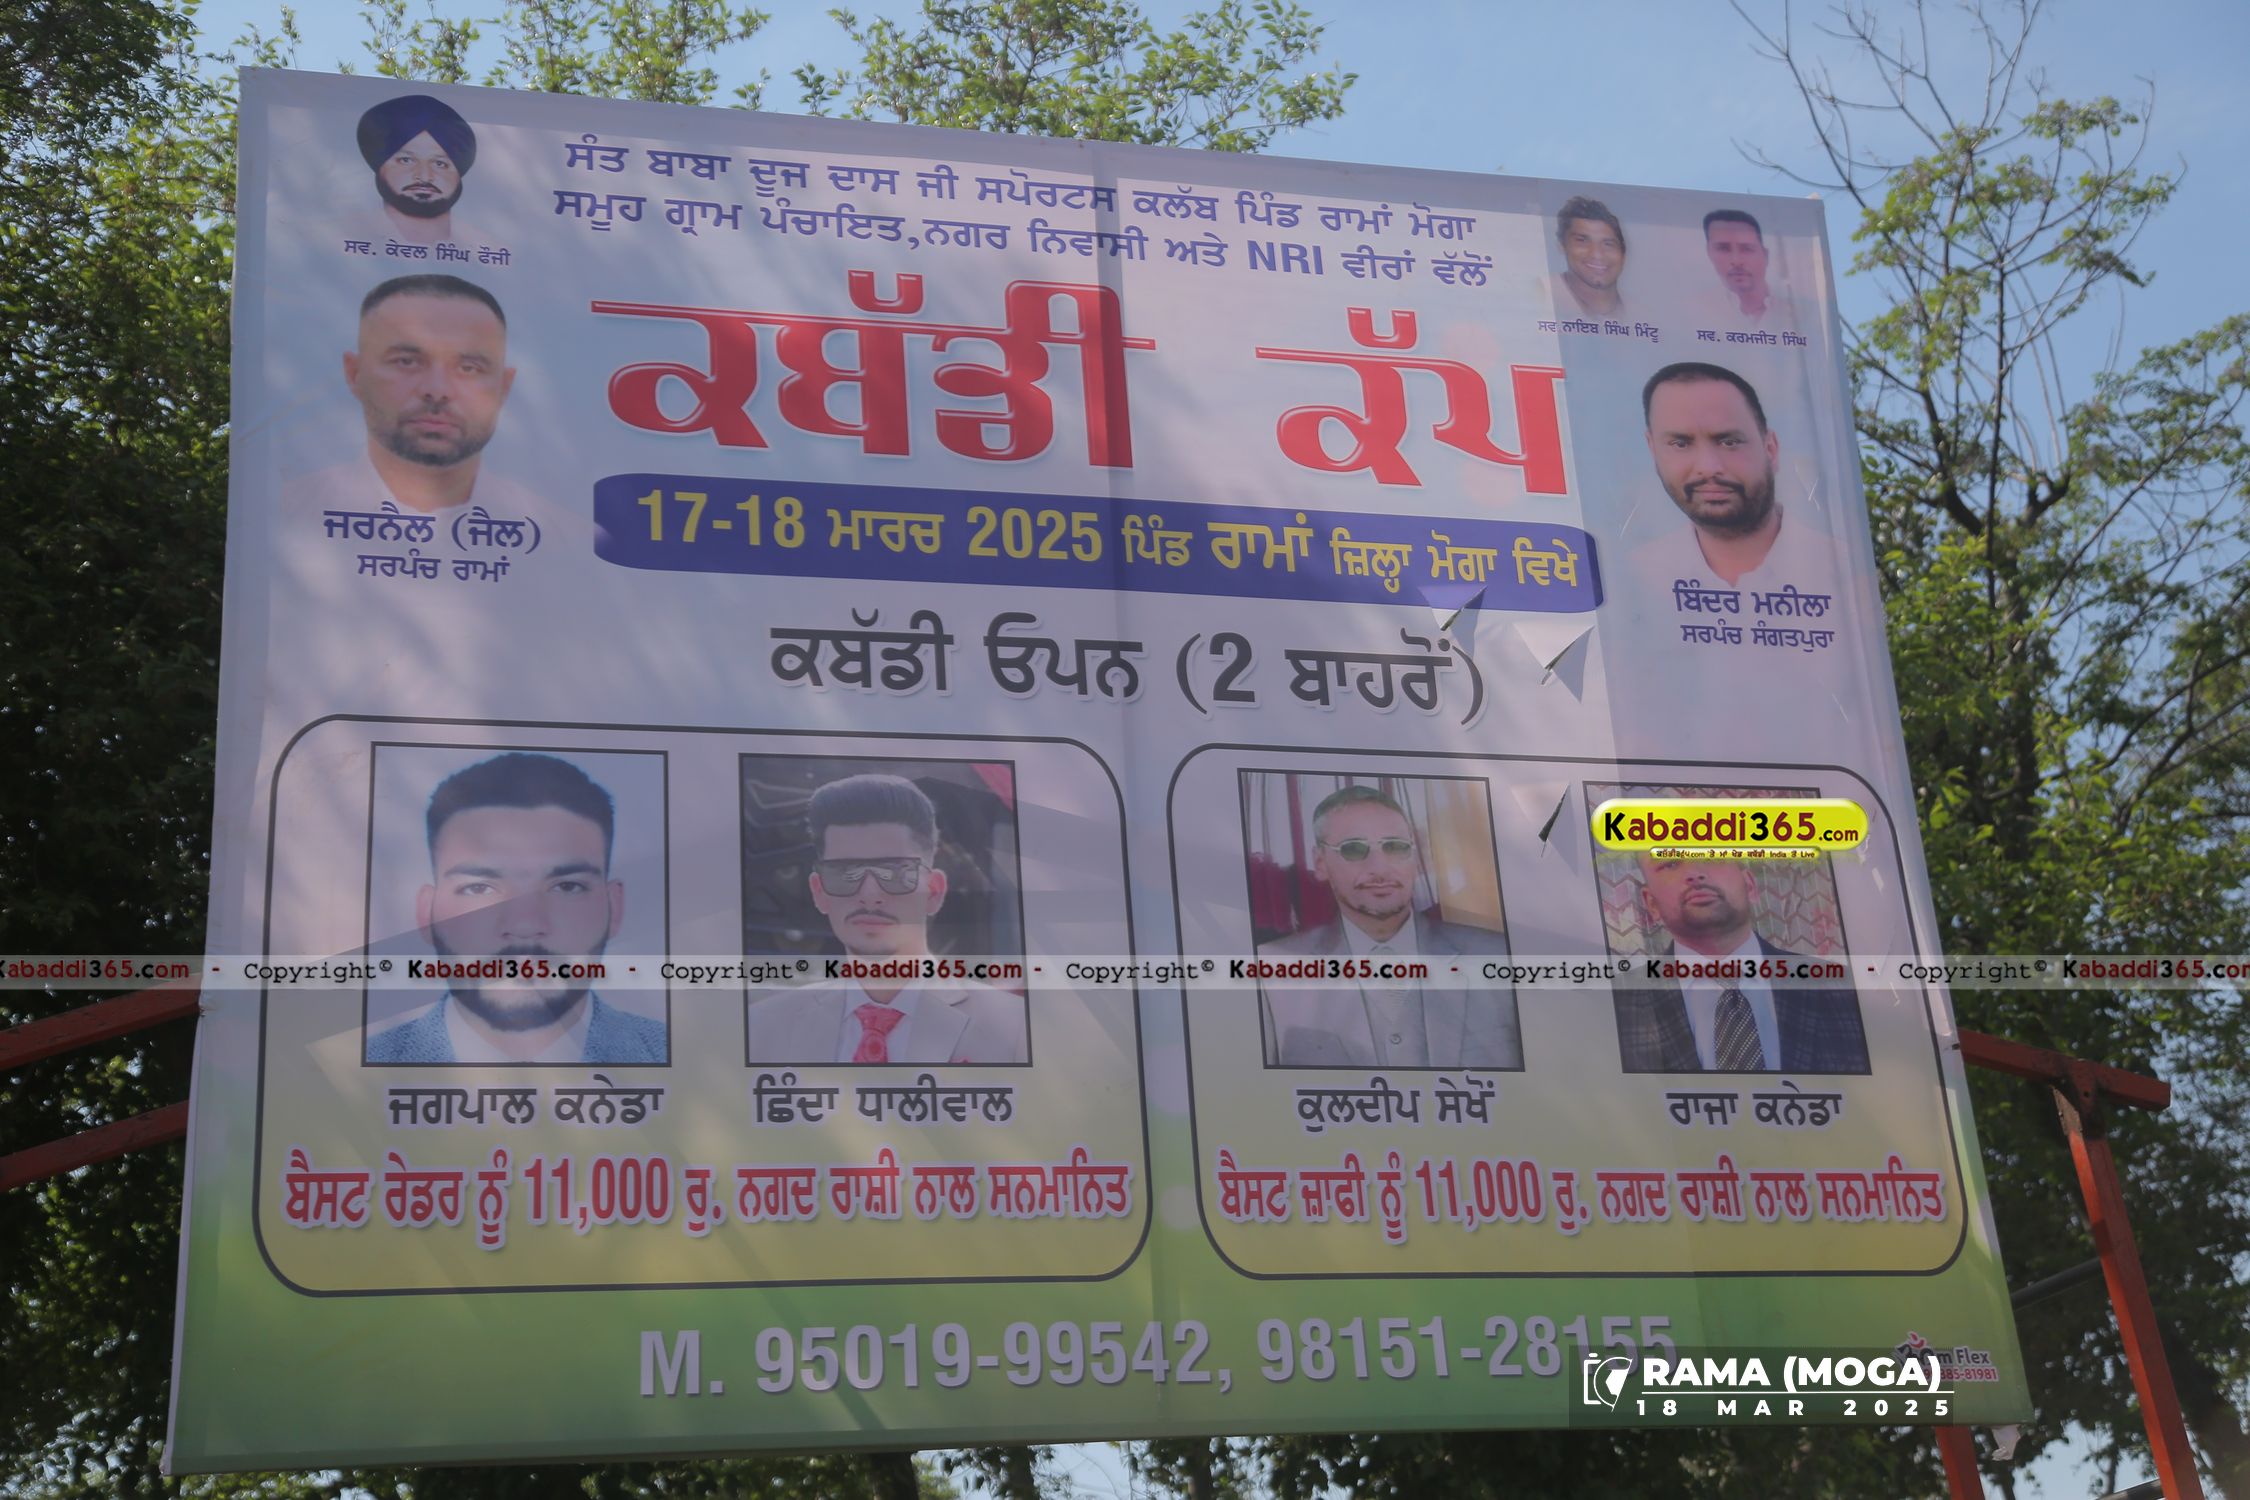 ਸੰਤ ਬਾਬਾ ਦੂਜ ਦਾਸ ਜੀ ਸਪੋਰਟਸ ਕਲੱਬ ਪਿੰਡ ਰਾਮਾਂ ਮੋਗਾ
ਸਮੂਹ ਗ੍ਰਾਮ ਪੰਚਾਇਤ,ਨਗਰ ਨਿਵਾਸੀ ਅਤੇ NRI ਵੀਰਾਂ ਵੱਲੋਂ
ਸਵ. ਕੇਵਲ ਸਿੰਘ ਫੌਜੀ
ਸਵ ਨਾਇਬ ਸਿੰਘ ਮਿੰਟੂ
ਸਵ. ਕਰਮਜੀਤ ਸਿੰਘ
ਕਬੱਡੀ ਕੱਪ
ਜਰਨੈਲ (ਜੈਲ)
ਸਰਪੰਚ ਰਾਮਾਂ
17-18 ਮਾਰਚ 2025 ਪਿੰਡ ਰਾਮਾਂ ਜ਼ਿਲ੍ਹਾ ਮੋਗਾ ਵਿਖੇ
ਬਿੰਦਰ ਮਨੀਲਾ
ਸਰਪੰਚ ਸੰਗਤਪੁਰਾ
ਕਬੱਡੀ ਓਪਨ (2 ਬਾਹਰੋਂ)
Kabaddi365.com
Kabaddi365.com - Copyright© Kabaddi365.com - Copyright© Kabaddi365.com - Copyright© Kabaddi365.com - Copyright© Kabaddi365.com - Copyright© Kabaddi365.com
ਜਗਪਾਲ ਕਨੇਡਾ
ਛਿੰਦਾ ਧਾਲੀਵਾਲ
ਕੁਲਦੀਪ ਸੇਖੋਂ
ਰਾਜਾ ਕਨੇਡਾ
ਬੈਸਟ ਰੇਡਰ ਨੂੰ 11,000 ਰੁ. ਨਗਦ ਰਾਸ਼ੀ ਨਾਲ ਸਨਮਾਨਿਤ
ਬੈਸਟ ਜ਼ਾਫੀ ਨੂੰ 11,000 ਰੁ. ਨਗਦ ਰਾਸ਼ੀ ਨਾਲ ਸਨਮਾਨਿਤ
M. 95019-99542, 98151-28155
Flex
RAMA (MOGA)
18 MAR 2025